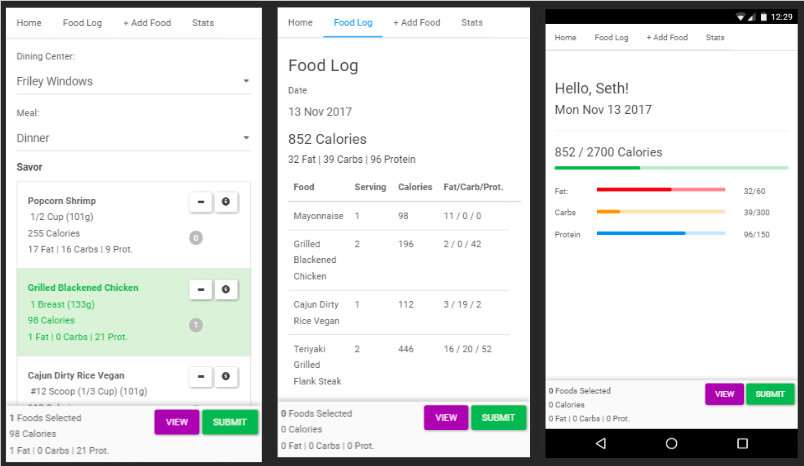 Home Food Log + Add Food Stats
Dining Center:
Friley Windows
Meal:
Dinner
Savor
Popcorn Shrimp
1/2 Cup (101g)
255 Calories
0
17 Fat | 16 Carbs | 9 Prot.
Grilled Blackened Chicken
1 Breast (133g)
98 Calories
1
1 Fat | 0 Carbs | 21 Prot.
Cajun Dirty Rice Vegan
#12 Scoop (1/3 Cup) (101g)
1 Foods Selected
98 Calories
1 Fat | 0 Carbs | 21 Prot.
VIEW SUBMIT
Home Food Log + Add Food Stats
Food Log
Date
13 Nov 2017
852 Calories
32 Fat | 39 Carbs | 96 Protein
Food Serving Calories Fat/Carb/Prot.
Mayonnaise 1 98 11 / 0 / 0
Grilled 2 196 2 / 0 / 42
Blackened
Chicken
Cajun Dirty 1 112 3 / 19 / 2
Rice Vegan
Teriyaki 2 446 16 / 20 / 52
Grilled
Flank Steak
0 Foods Selected
0 Calories
0 Fat | 0 Carbs | 0 Prot.
VIEW SUBMIT
12:29
Home Food Log + Add Food Stats
Hello, Seth!
Mon Nov 13 2017
852 / 2700 Calories
Fat: 32/60
Carbs 39/300
Protein 96/150
0 Foods Selected
0 Calories
0 Fat | 0 Carbs | 0 Prot.
VIEW SUBMIT